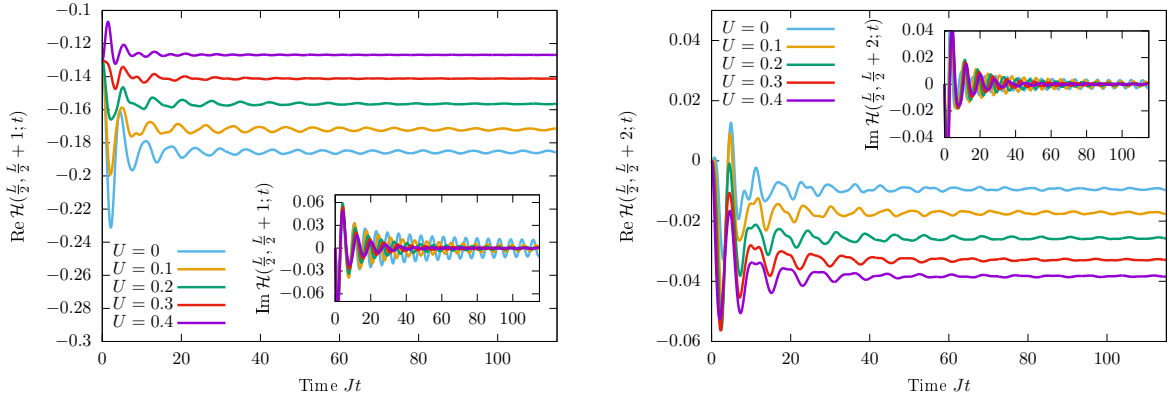 −0.1
−0.12
−0.14
−0.16
−0.18
−0.2
−0.22
−0.24
−0.26
−0.28
−0.3
Re H(L/2, L/2 + 1; t)
U = 0
U = 0.1
U = 0.2
U = 0.3
U = 0.4
0 20 40 60 80 100
Time Jt
Im H(L/2, L/2 + 1; t)
0.06
0.03
0
−0.03
−0.06
0 20 40 60 80 100
0.04
0.02
0
−0.02
−0.04
−0.06
Re H(L/2, L/2 + 2; t)
U = 0
U = 0.1
U = 0.2
U = 0.3
U = 0.4
0 20 40 60 80 100
Time Jt
Im H(L/2, L/2 + 2; t)
0.04
0.02
0
−0.02
−0.04
0 20 40 60 80 100